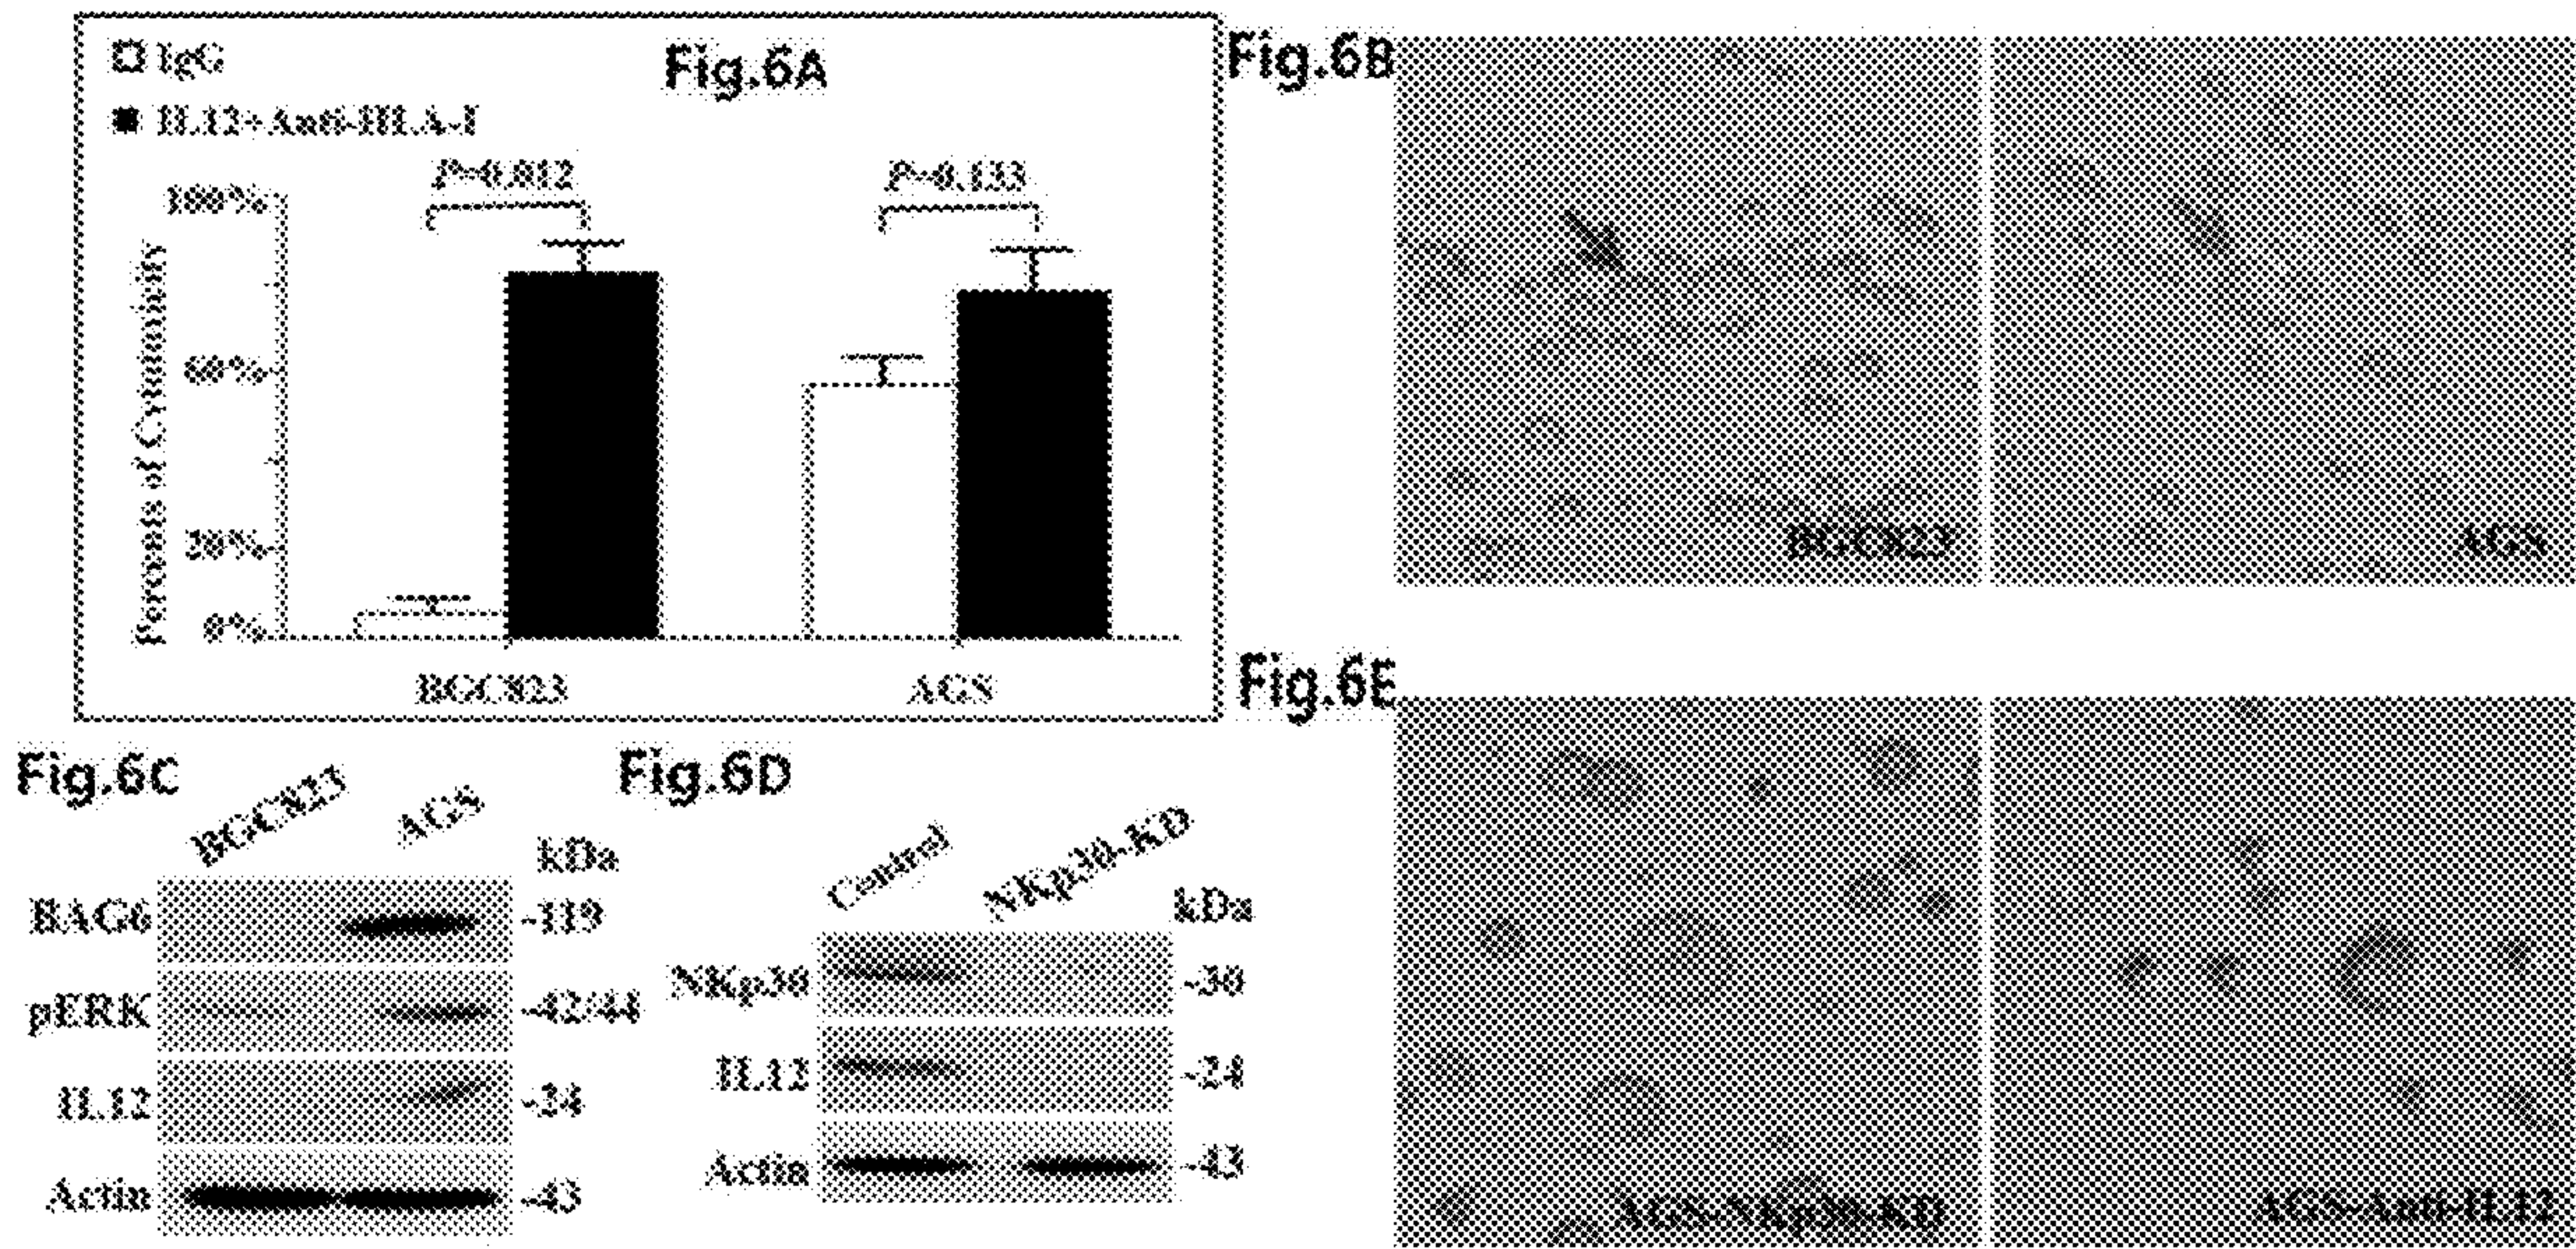 Fig.6A
IgG
IL12+Anti-HLA-I
P=0.012
P=0.133
100%
60%
20%
0%
Percents of Cytotoxicity
BGC823
AGS
Fig.6B
BGC823
AGS
Fig.6C
BGC823
AGS
kDa
BAG6
-119
pERK
-42/44
IL12
-24
Actin
-43
Fig.6D
Control
NKp30-KD
kDa
NKp30
-30
IL12
-24
Actin
-43
Fig.6E
AGS-NKp30-KD
AGS-Anti-IL12